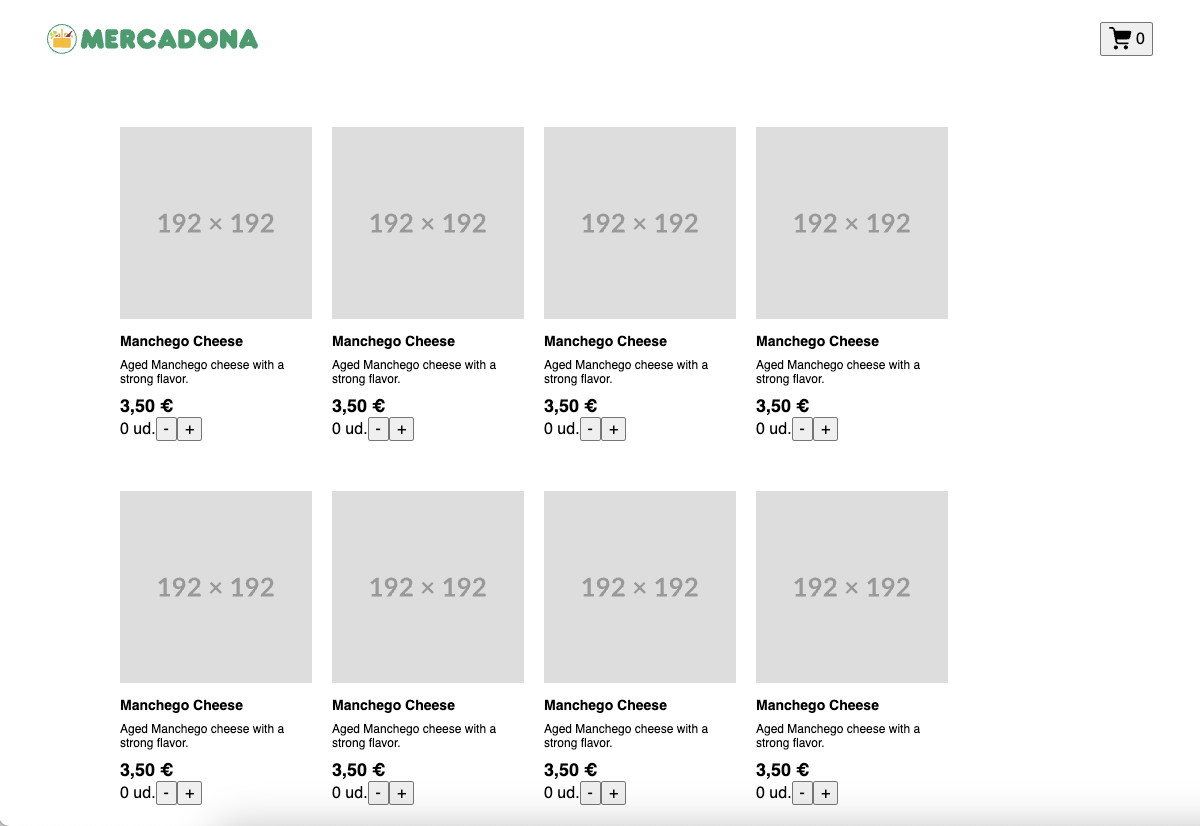 MERCADONA
0
192 × 192
192 × 192
192 × 192
192 × 192
Manchego Cheese
Aged Manchego cheese with a
strong flavor.
3,50 €
0 ud. - +
Manchego Cheese
Aged Manchego cheese with a
strong flavor.
3,50 €
0 ud. - +
Manchego Cheese
Aged Manchego cheese with a
strong flavor.
3,50 €
0 ud. - +
Manchego Cheese
Aged Manchego cheese with a
strong flavor.
3,50 €
0 ud. - +
192 × 192
192 × 192
192 × 192
192 × 192
Manchego Cheese
Aged Manchego cheese with a
strong flavor.
3,50 €
0 ud. - +
Manchego Cheese
Aged Manchego cheese with a
strong flavor.
3,50 €
0 ud. - +
Manchego Cheese
Aged Manchego cheese with a
strong flavor.
3,50 €
0 ud. - +
Manchego Cheese
Aged Manchego cheese with a
strong flavor.
3,50 €
0 ud. - +